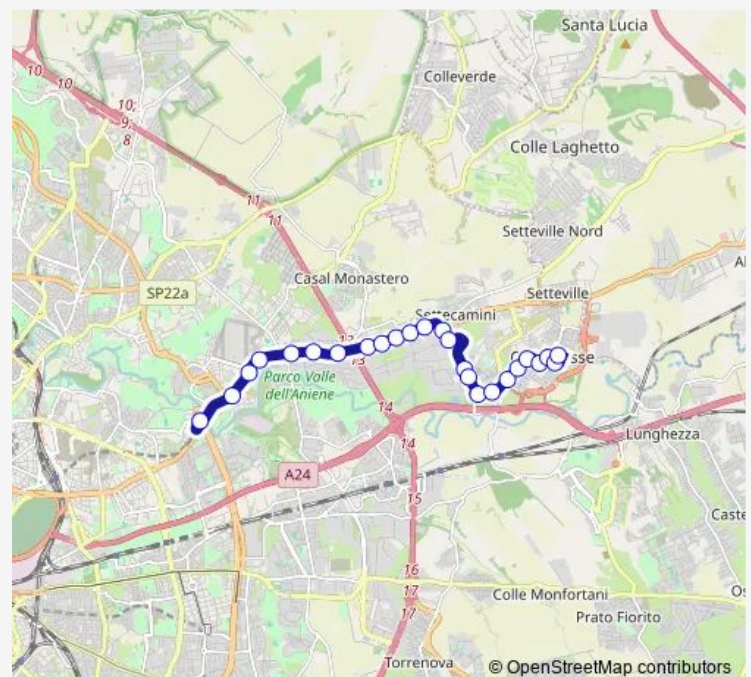 Santa Lucia
10
10
10;
9;
8
Colleverde
Colle Laghetto
11
11
Setteville Nord
Casal Monastero
SP22a
Setteville
Settecamini
13
Parco Valle
dell'Aniene
14
14
Lunghezza
A24
15
16
17
17
Colle Monfortani
Prato Fiorito
Torrenova
© OpenStreetMap contributors